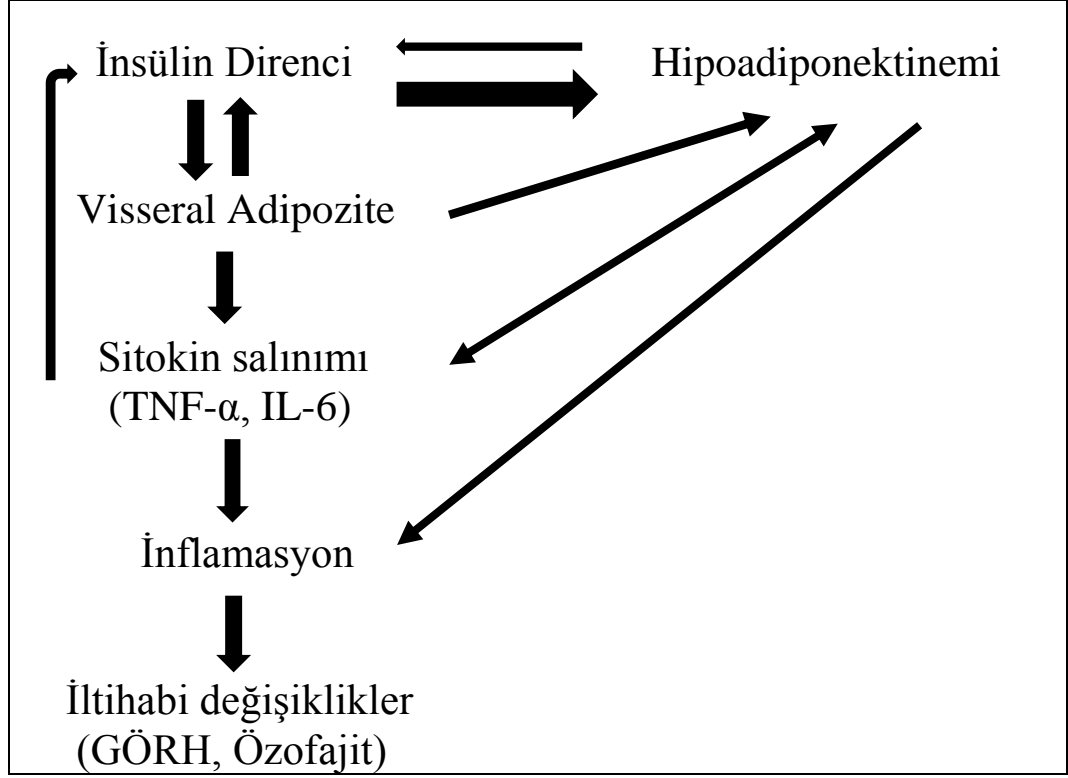 İnsülin Direnci
Hipoadiponektinemi
Visseral Adipozite
Sitokin salınımı
(TNF-α, IL-6)
İnflamasyon
İltihabi değişiklikler
(GÖRH, Özofajit)